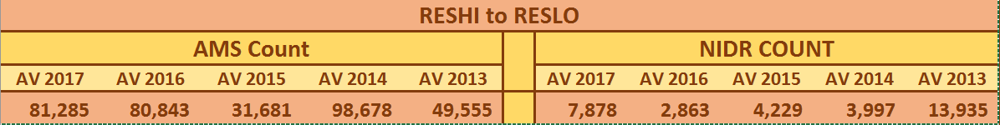 RESHI to RESLO
AMS Count NIDR COUNT
AV 2017 AV 2016 AV 2015 AV 2014 AV 2013 AV 2017 AV 2016 AV 2015 AV 2014 AV 2013
81,285 80,843 31,681 98,678 49,555 7,878 2,863 4,229 3,997 13,935